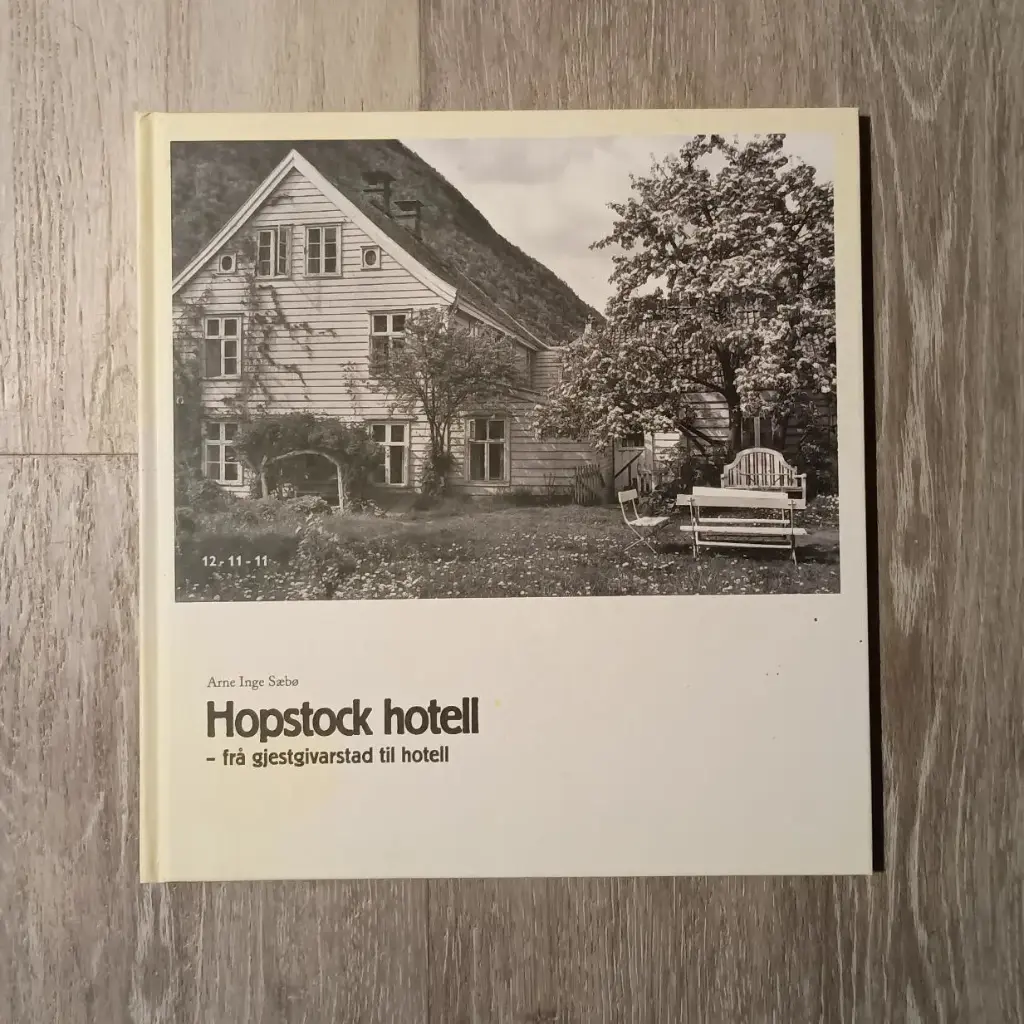 12.- 11 - 11
Arne Inge Sæbø
Hopstock hotell
– frå gjestgivarstad til hotell